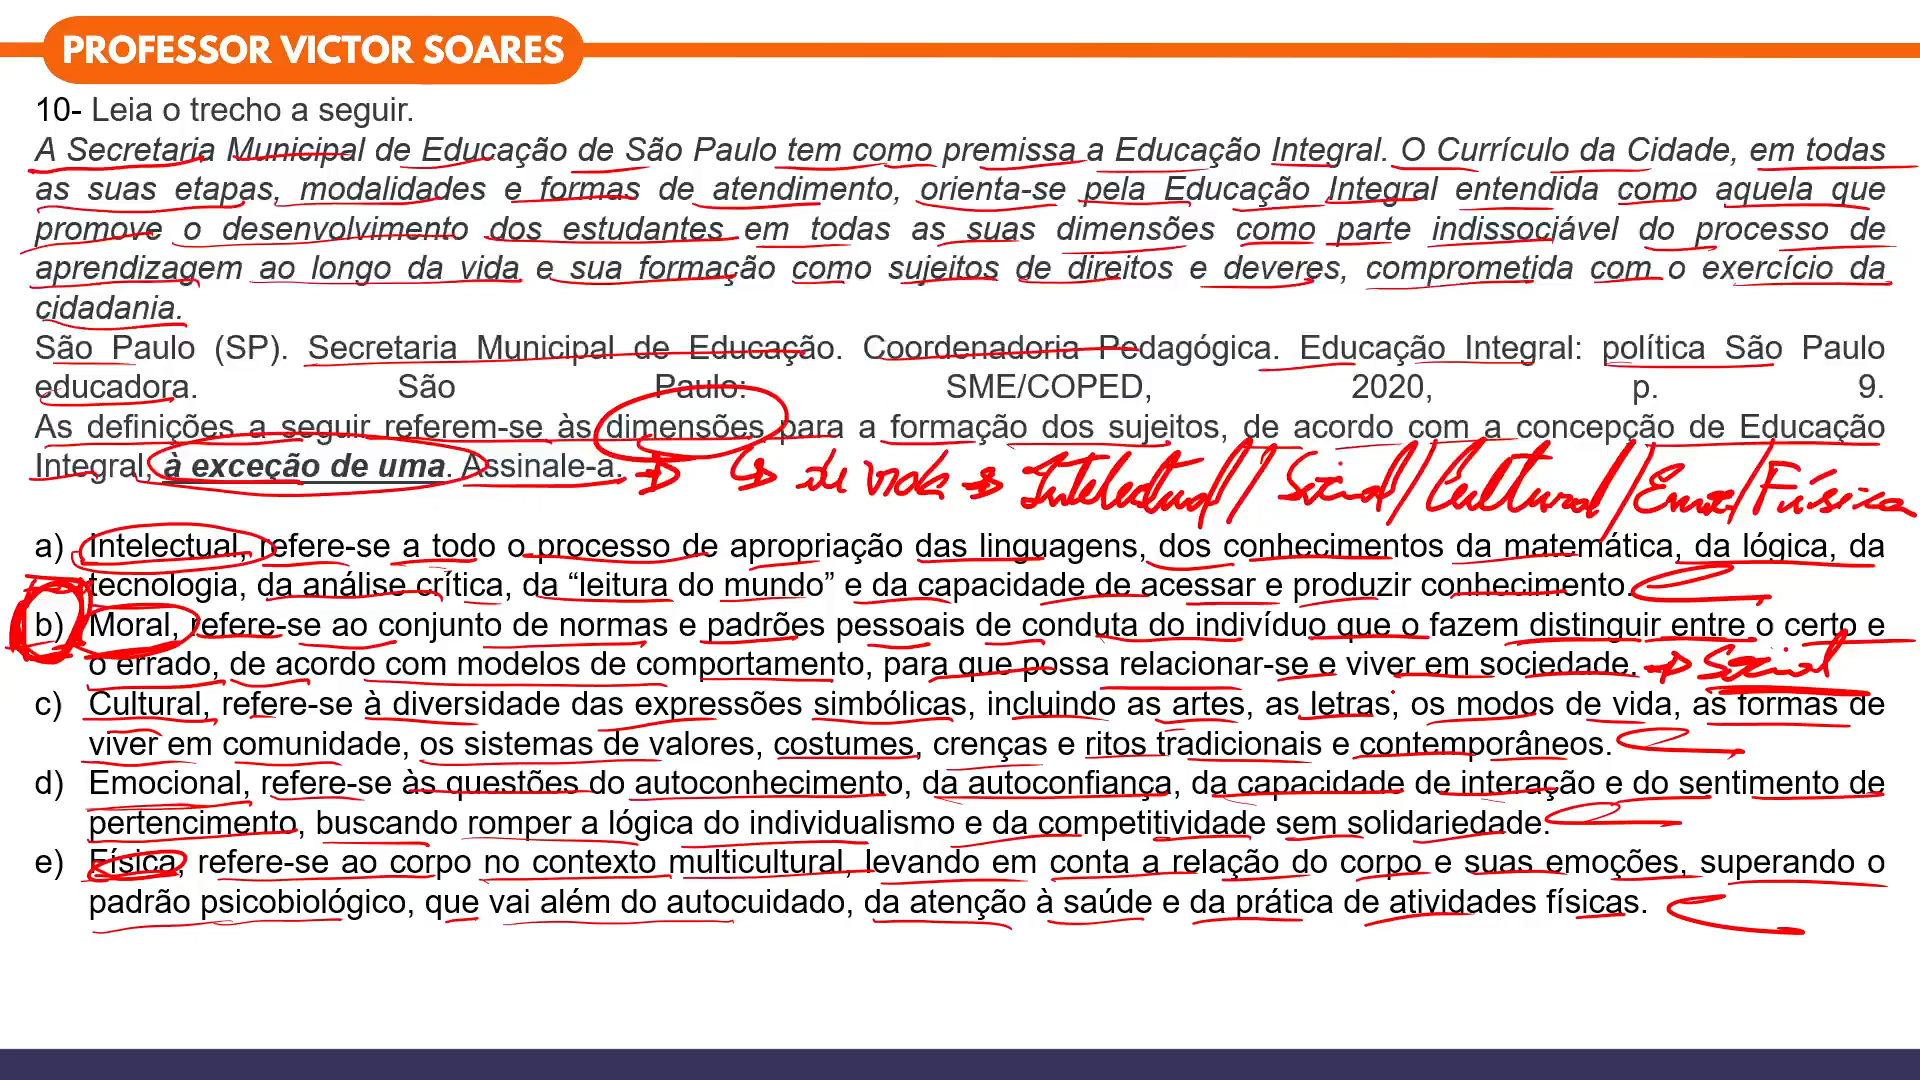 PROFESSOR VICTOR SOARES
10- Leia o trecho a seguir.
A Secretaria Municipal de Educação de São Paulo tem como premissa a Educação Integral. O Currículo da Cidade, em todas
as suas etapas, modalidades e formas de atendimento, orienta-se pela Educação Integral entendida como aquela que
promove o desenvolvimento dos estudantes em todas as suas dimensões como parte indissociável do processo de
aprendizagem ao longo da vida e sua formação como sujeitos de direitos e deveres, comprometida com o exercício da
cidadania.
São Paulo (SP). Secretaria Municipal de Educação. Coordenadoria Pedagógica. Educação Integral: política São Paulo
educadora. São Paulo: SME/COPED, 2020, p. 9.
As definições a seguir referem-se às dimensões para a formação dos sujeitos, de acordo com a concepção de Educação
Integral, à exceção de uma. Assinale-a.
de vida → Intelectual / Social / Cultural / Emoc / Física
a) Intelectual, refere-se a todo o processo de apropriação das linguagens, dos conhecimentos da matemática, da lógica, da
tecnologia, da análise crítica, da “leitura do mundo” e da capacidade de acessar e produzir conhecimento.
b) Moral, refere-se ao conjunto de normas e padrões pessoais de conduta do indivíduo que o fazem distinguir entre o certo e
o errado, de acordo com modelos de comportamento, para que possa relacionar-se e viver em sociedade. → Social
c) Cultural, refere-se à diversidade das expressões simbólicas, incluindo as artes, as letras, os modos de vida, as formas de
viver em comunidade, os sistemas de valores, costumes, crenças e ritos tradicionais e contemporâneos.
d) Emocional, refere-se às questões do autoconhecimento, da autoconfiança, da capacidade de interação e do sentimento de
pertencimento, buscando romper a lógica do individualismo e da competitividade sem solidariedade.
e) Física, refere-se ao corpo no contexto multicultural, levando em conta a relação do corpo e suas emoções, superando o
padrão psicobiológico, que vai além do autocuidado, da atenção à saúde e da prática de atividades físicas.